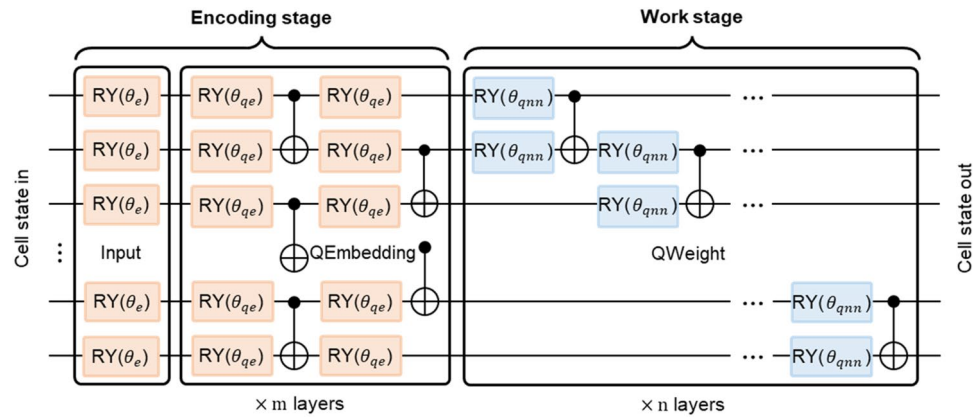 Encoding stage
Work stage
RY(θe) RY(θqe) RY(θqe) RY(θqnn) ...
RY(θe) RY(θqe) RY(θqe) RY(θqnn) RY(θqnn) ...
RY(θe) RY(θqe) RY(θqe) RY(θqnn) ...
Cell state in
...
Input
QEmbedding
QWeight
Cell state out
RY(θe) RY(θqe) RY(θqe) ... RY(θqnn)
RY(θe) RY(θqe) RY(θqe) ... RY(θqnn)
× m layers
× n layers